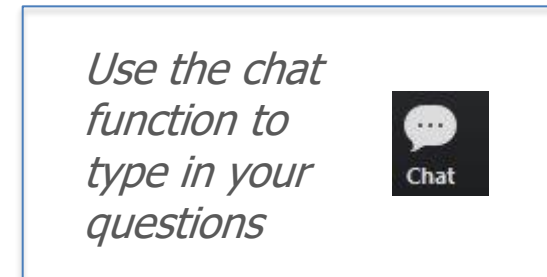 Use the chat
function to
type in your
questions
Chat